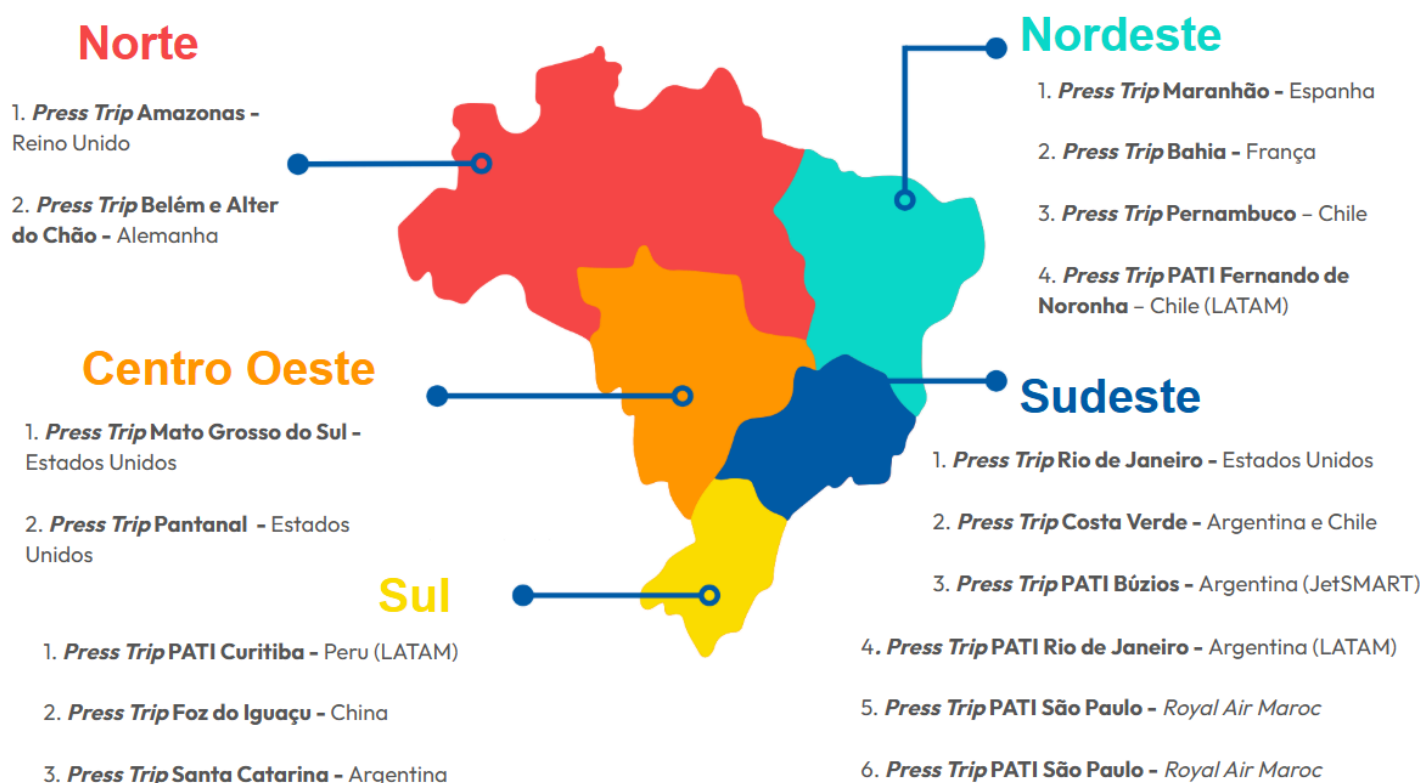 Norte
1. Press Trip Amazonas -
Reino Unido
2. Press Trip Belém e Alter
do Chão - Alemanha
Nordeste
1. Press Trip Maranhão - Espanha
2. Press Trip Bahia - França
3. Press Trip Pernambuco – Chile
4. Press Trip PATI Fernando de
Noronha – Chile (LATAM)
Centro Oeste
1. Press Trip Mato Grosso do Sul -
Estados Unidos
2. Press Trip Pantanal - Estados
Unidos
Sudeste
1. Press Trip Rio de Janeiro - Estados Unidos
2. Press Trip Costa Verde - Argentina e Chile
3. Press Trip PATI Búzios - Argentina (JetSMART)
4. Press Trip PATI Rio de Janeiro - Argentina (LATAM)
5. Press Trip PATI São Paulo - Royal Air Maroc
6. Press Trip PATI São Paulo - Royal Air Maroc
Sul
1. Press Trip PATI Curitiba - Peru (LATAM)
2. Press Trip Foz do Iguaçu - China
3. Press Trip Santa Catarina - Argentina